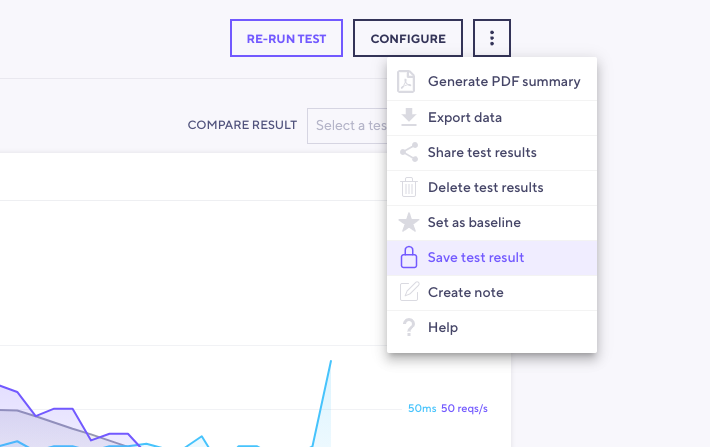 RE-RUN TEST
CONFIGURE
Generate PDF summary
COMPARE RESULT
Select a tes
Export data
Share test results
Delete test results
Set as baseline
Save test result
Create note
Help
50ms 50 reqs/s